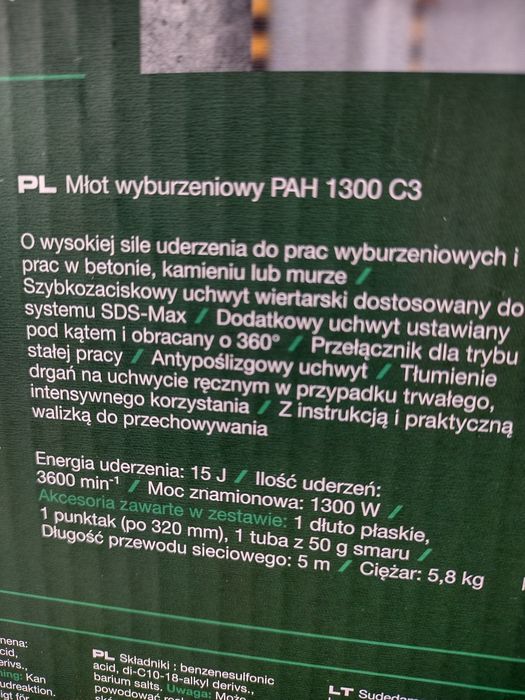 PL Młot wyburzeniowy PAH 1300 C3
O wysokiej sile uderzenia do prac wyburzeniowych i
prac w betonie, kamieniu lub murze /
Szybkozaciskowy uchwyt wiertarski dostosowany do
systemu SDS-Max / Dodatkowy uchwyt ustawiany
pod kątem i obracany o 360° / Przełącznik dla trybu
stałej pracy / Antypoślizgowy uchwyt / Tłumienie
drgań na uchwycie ręcznym w przypadku trwałego,
intensywnego korzystania / Z instrukcją i praktyczną
walizką do przechowywania
Energia uderzenia: 15 J / Ilość uderzeń:
3600 min⁻¹ / Moc znamionowa: 1300 W /
Akcesoria zawarte w zestawie: 1 dłuto płaskie,
1 punktak (po 320 mm), 1 tuba z 50 g smaru /
Długość przewodu sieciowego: 5 m / Ciężar: 5,8 kg
PL Składniki : benzenesulfonic
acid, di-C10-18-alkyl derivs.,
barium salts. Uwaga: Może
powodować
LT